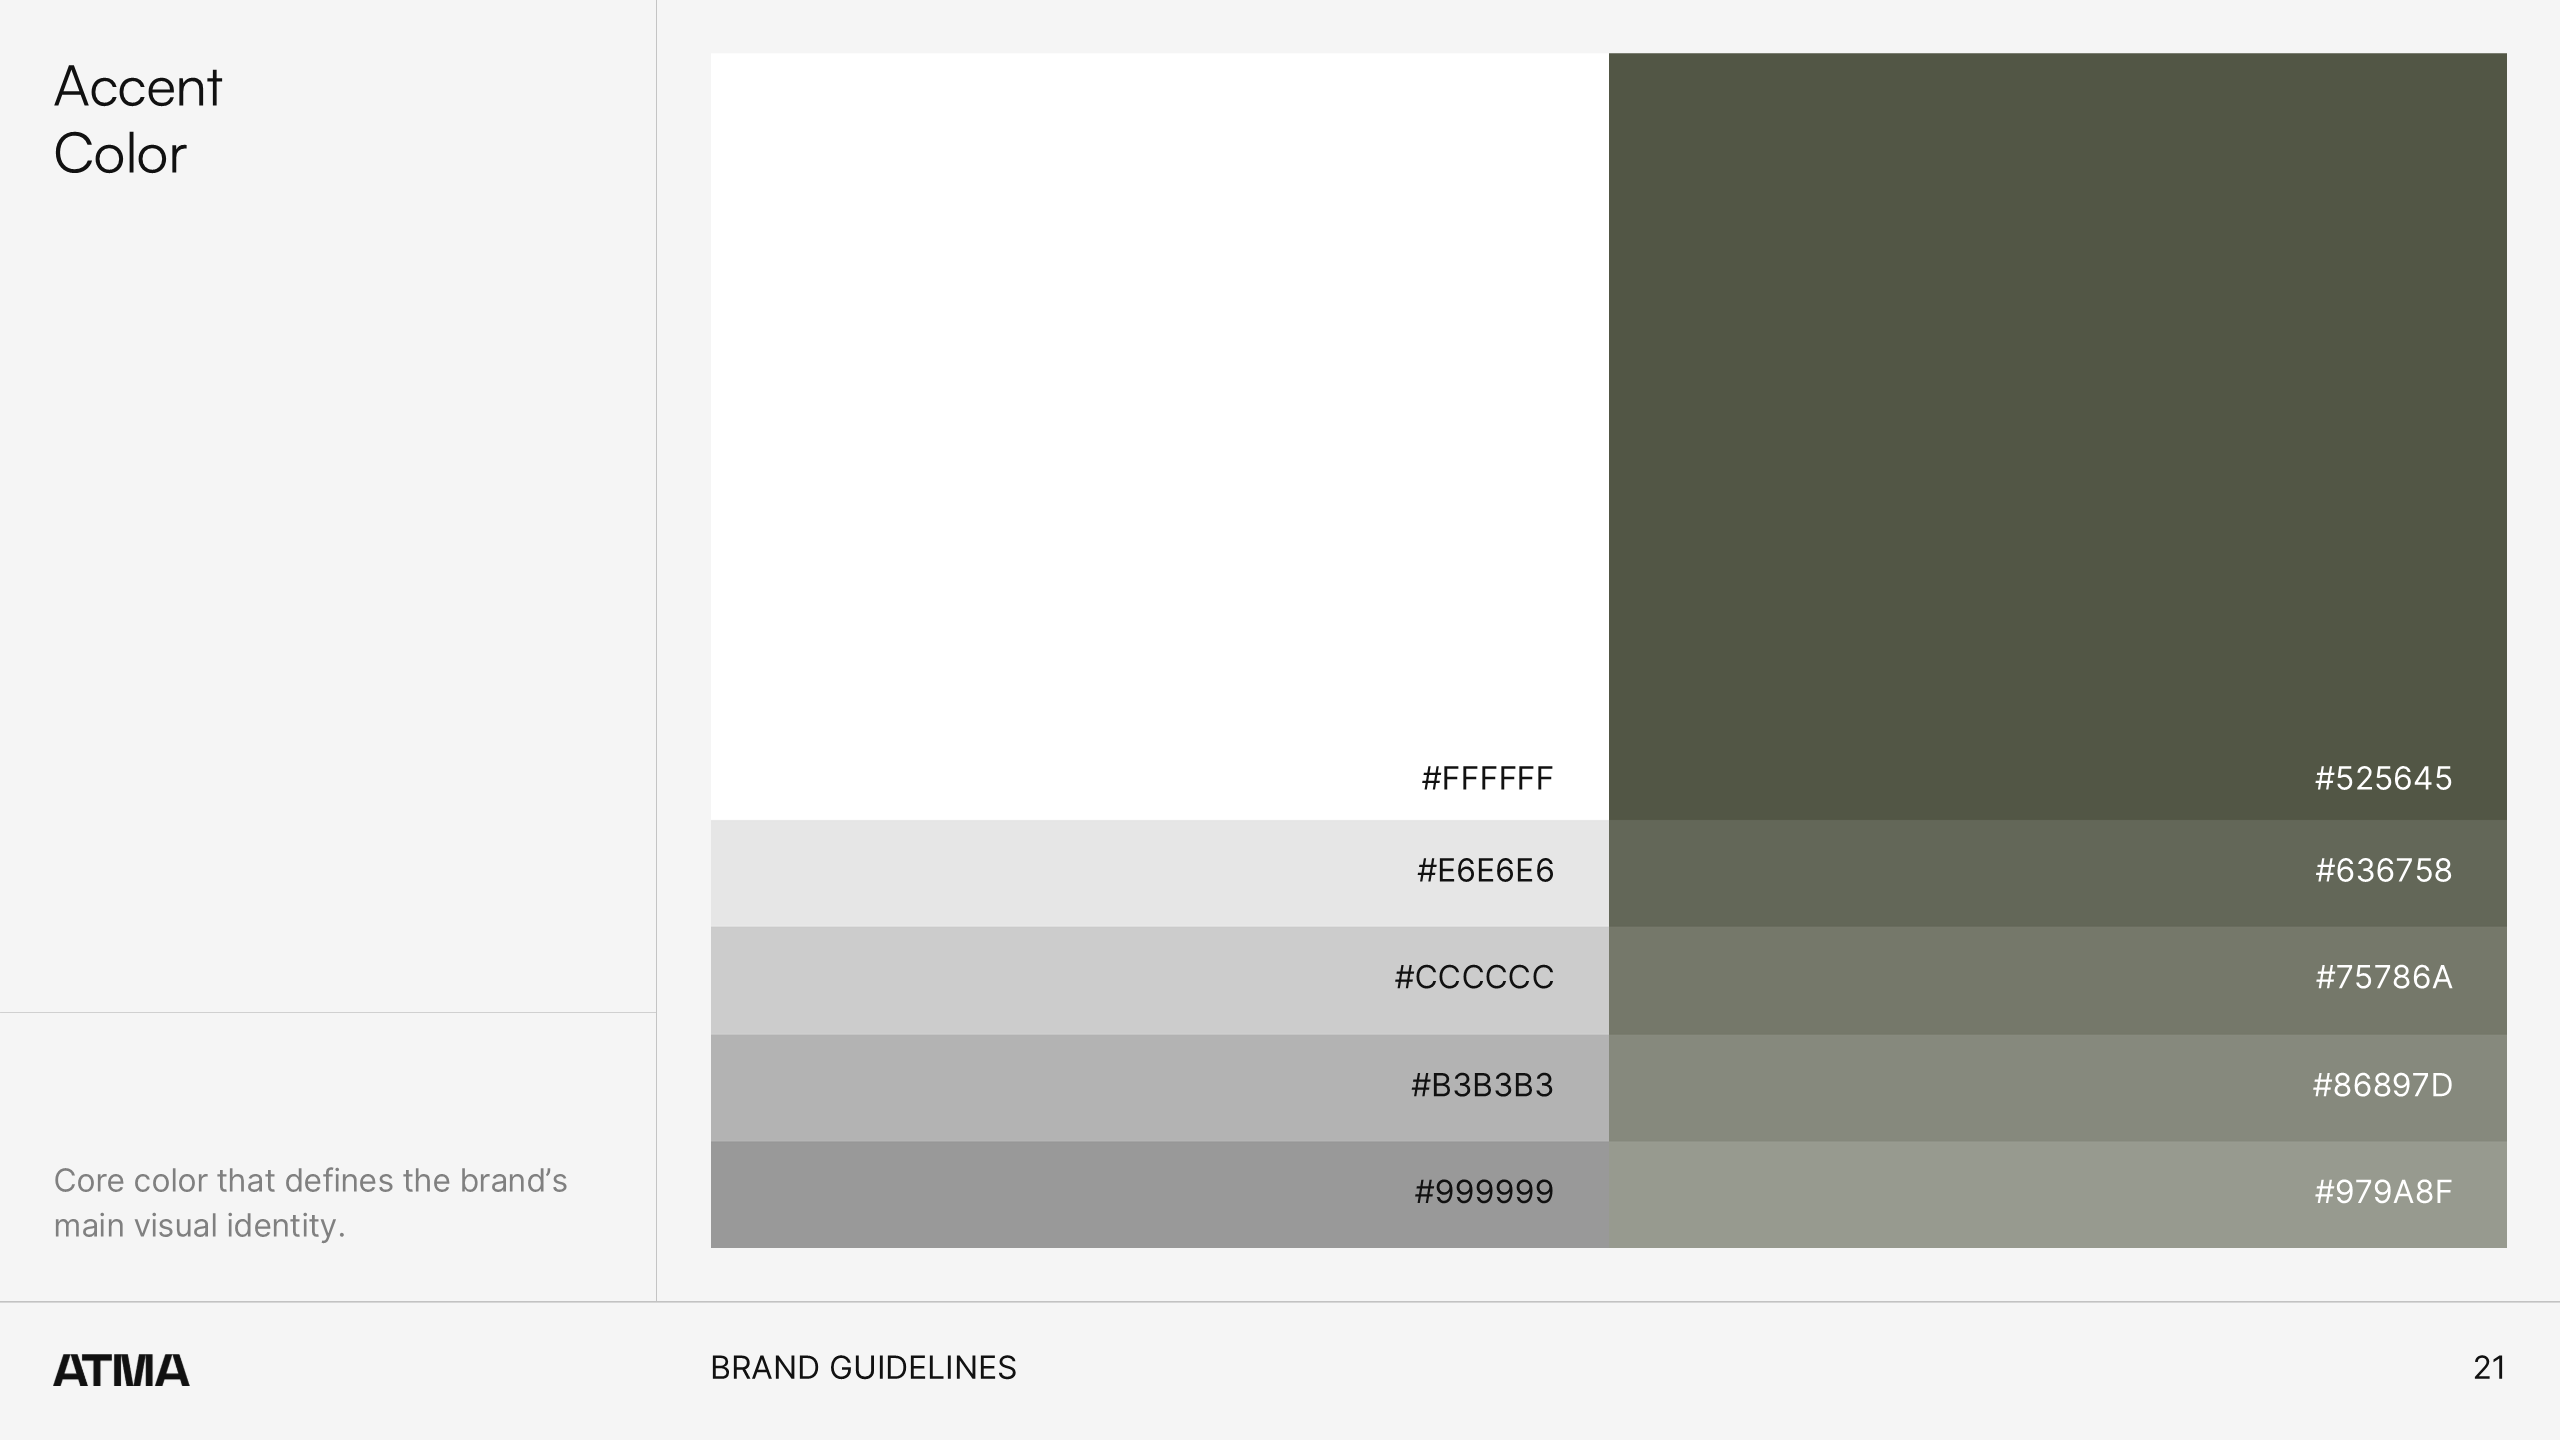 Accent
Color
#FFFFFF
#525645
#E6E6E6
#636758
#CCCCCC
#75786A
#B3B3B3
#86897D
#999999
#979A8F
Core color that defines the brand’s
main visual identity.
ATMA
BRAND GUIDELINES
21